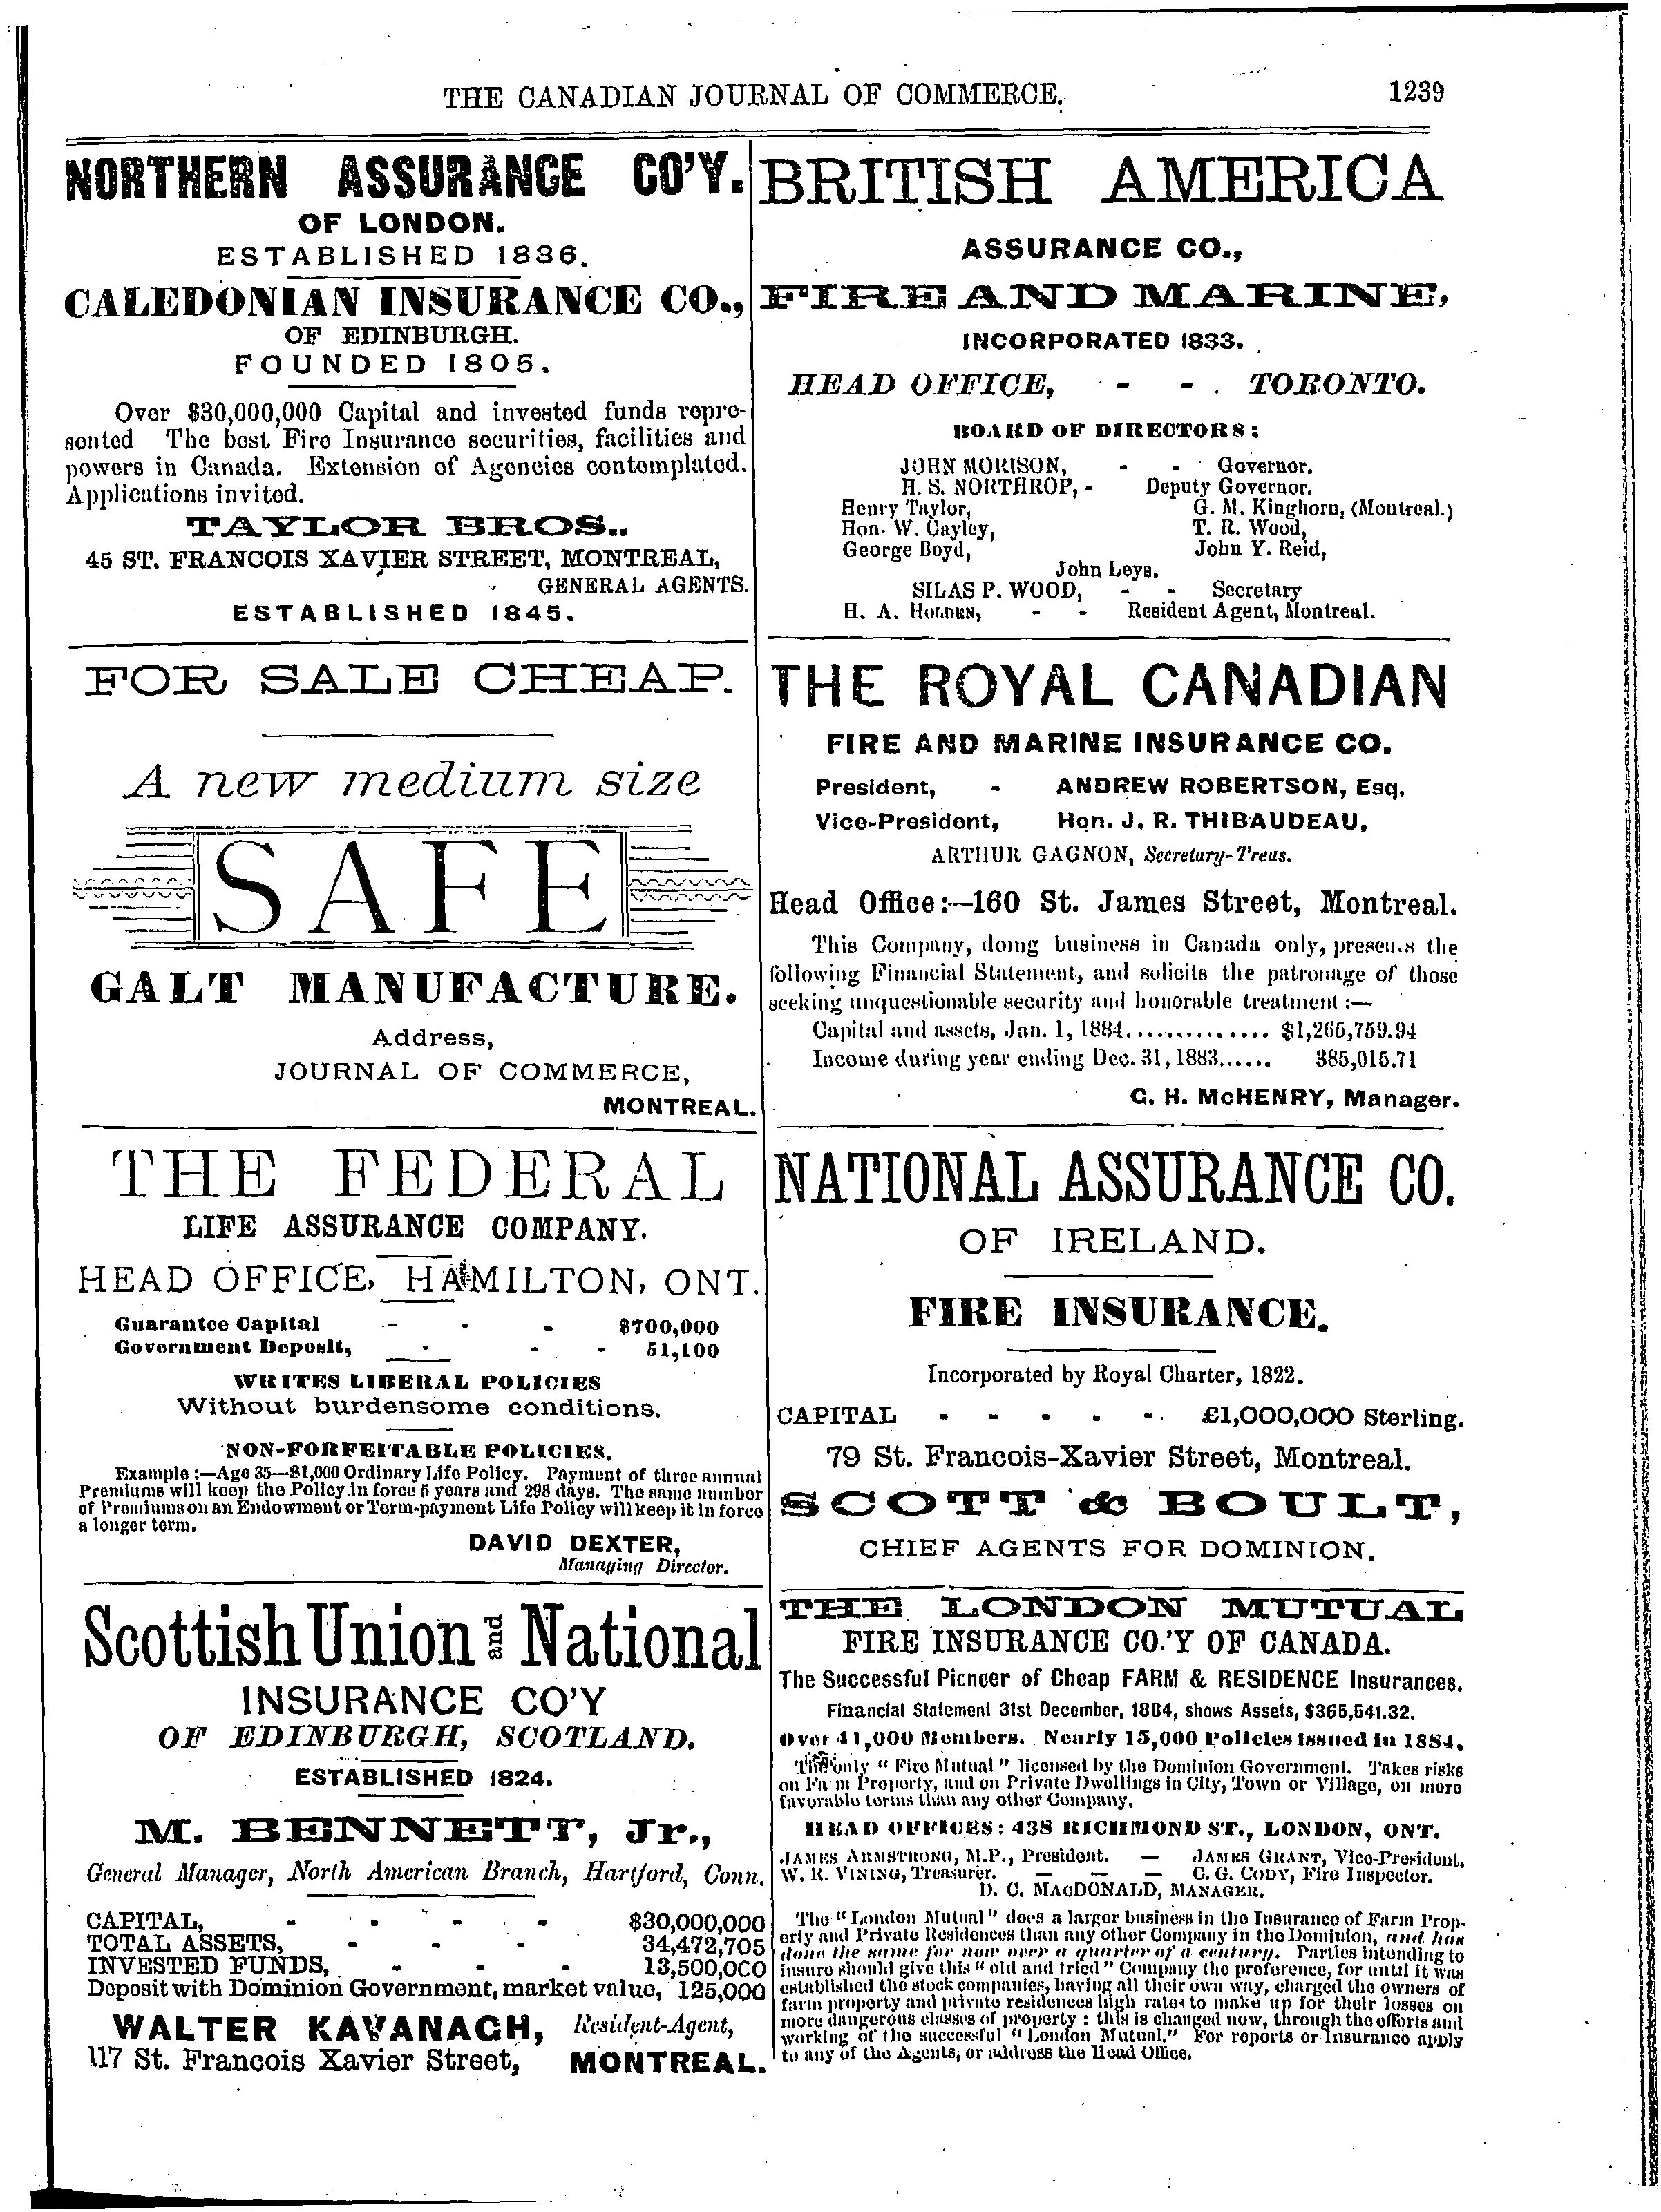 THE CANADIAN JOURNAL OF COMMERCE.
1239
NORTHERN ASSURANCE CO'Y.
OF LONDON.
ESTABLISHED 1836.
CALEDONIAN INSURANCE CO.,
OF EDINBURGH.
FOUNDED 1805.
Over $30,000,000 Capital and invested funds repre-
sented The best Fire Insurance securities, facilities and
powers in Canada. Extension of Agencies contemplated.
Applications invited.
TAYLOR BROS..
45 ST. FRANCOIS XAVIER STREET, MONTREAL,
GENERAL AGENTS.
ESTABLISHED 1845.
FOR SALE CHEAP.
A new medium size
SAFE
GALT MANUFACTURE.
Address,
JOURNAL OF COMMERCE,
MONTREAL.
THE FEDERAL
LIFE ASSURANCE COMPANY.
HEAD OFFICE, HAMILTON, ONT.
Guarantee Capital - - - $700,000
Government Deposit, - - - 51,100
WRITES LIBERAL POLICIES
Without burdensome conditions.
NON-FORFEITABLE POLICIES.
Example :—Age 35—$1,000 Ordinary Life Policy. Payment of three annual
Premiums will keep the Policy in force 5 years and 298 days. The same number
of Premiums on an Endowment or Term-payment Life Policy will keep it in force
a longer term.
DAVID DEXTER,
Managing Director.
Scottish Union and National
INSURANCE CO'Y
OF EDINBURGH, SCOTLAND.
ESTABLISHED 1824.
M. BENNETT, Jr.,
General Manager, North American Branch, Hartford, Conn.
CAPITAL, - - - - $30,000,000
TOTAL ASSETS, - - - 34,472,705
INVESTED FUNDS, - - - 13,500,000
Deposit with Dominion Government, market value, 125,000
WALTER KAVANAGH, Resident-Agent,
117 St. Francois Xavier Street, MONTREAL.
BRITISH AMERICA
ASSURANCE CO.,
FIRE AND MARINE,
INCORPORATED 1833.
HEAD OFFICE, - - TORONTO.
BOARD OF DIRECTORS :
JOHN MORISON, - - Governor.
H. S. NORTHROP, - Deputy Governor.
Henry Taylor, G. M. Kinghorn, (Montreal.)
Hon. W. Cayley, T. R. Wood,
George Boyd, John Y. Reid,
John Leys.
SILAS P. WOOD, - - Secretary
H. A. HOLDEN, - - Resident Agent, Montreal.
THE ROYAL CANADIAN
FIRE AND MARINE INSURANCE CO.
President, - ANDREW ROBERTSON, Esq.
Vice-President, Hon. J. R. THIBAUDEAU,
ARTHUR GAGNON, Secretary-Treas.
Head Office:—160 St. James Street, Montreal.
This Company, doing business in Canada only, presents the
following Financial Statement, and solicits the patronage of those
seeking unquestionable security and honorable treatment :—
Capital and assets, Jan. 1, 1884.............. $1,265,759.94
Income during year ending Dec. 31, 1883...... 385,015.71
G. H. McHENRY, Manager.
NATIONAL ASSURANCE CO.
OF IRELAND.
FIRE INSURANCE.
Incorporated by Royal Charter, 1822.
CAPITAL - - - - - £1,000,000 Sterling.
79 St. Francois-Xavier Street, Montreal.
SCOTT & BOULT,
CHIEF AGENTS FOR DOMINION.
THE LONDON MUTUAL
FIRE INSURANCE CO.'Y OF CANADA.
The Successful Pioneer of Cheap FARM & RESIDENCE Insurances.
Financial Statement 31st December, 1884, shows Assets, $365,541.32.
Over 41,000 Members. Nearly 15,000 Policies issued in 1884.
The only "Fire Mutual" licensed by the Dominion Government. Takes risks
on Farm Property, and on Private Dwellings in City, Town or Village, on more
favorable terms than any other Company.
HEAD OFFICES: 438 RICHMOND ST., LONDON, ONT.
JAMES ARMSTRONG, M.P., President. — JAMES GRANT, Vice-President.
W. R. VINING, Treasurer. — — — C. G. CODY, Fire Inspector.
D. C. MACDONALD, MANAGER.
The "London Mutual" does a larger business in the Insurance of Farm Prop-
erty and Private Residences than any other Company in the Dominion, and has
done the same for now over a quarter of a century. Parties intending to
insure should give this "old and tried" Company the preference, for until it was
established the stock companies, having all their own way, charged the owners of
farm property and private residences high rates to make up for their losses on
more dangerous classes of property : this is changed now, through the efforts and
working of the successful "London Mutual." For reports or Insurance apply
to any of the Agents, or address the Head Office.